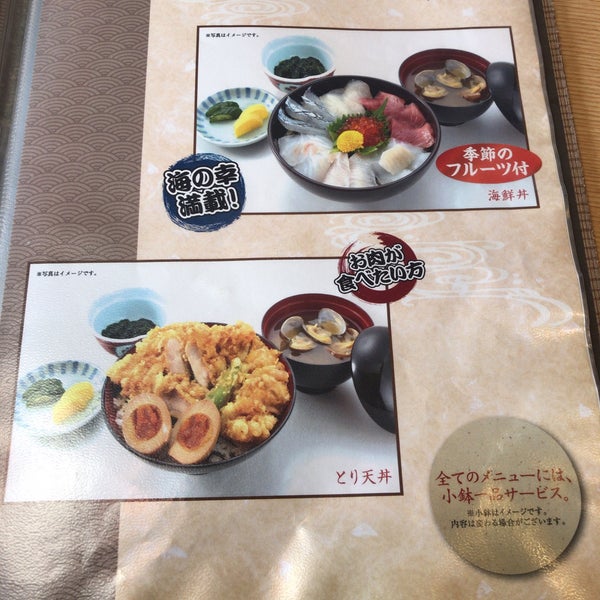 ※写真はイメージです。
海の幸
満載!
季節の
フルーツ付
海鮮丼
お肉が
食べたい方
※写真はイメージです。
とり天丼
全てのメニューには、
小鉢一品サービス。
※小鉢はイメージです。
内容は変わる場合がございます。